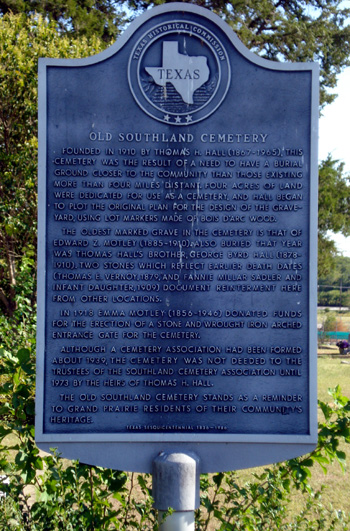 TEXAS HISTORICAL COMMISSION
TEXAS
OLD SOUTHLAND CEMETERY
FOUNDED IN 1910 BY THOMAS H. HALL (1867-1965), THIS
CEMETERY WAS THE RESULT OF A NEED TO HAVE A BURIAL
GROUND CLOSER TO THE COMMUNITY THAN THOSE EXISTING
MORE THAN FOUR MILES DISTANT. FOUR ACRES OF LAND
WERE DEDICATED FOR USE AS A CEMETERY, AND HALL BEGAN
TO PLOT THE ORIGINAL PLAN FOR THE DESIGN OF THE GRAVE-
YARD, USING LOT MARKERS MADE OF BOIS D'ARC WOOD.
THE OLDEST MARKED GRAVE IN THE CEMETERY IS THAT OF
EDWARD Z. MOTLEY (1885-1910). ALSO BURIED THAT YEAR
WAS THOMAS HALL'S BROTHER, GEORGE BYRD HALL (1878-
1910). TWO STONES WHICH REFLECT EARLIER DEATH DATES
(THOMAS E. VERNOY, 1879, AND FANNIE MILLAR SADLER AND
INFANT DAUGHTER, 1909) DOCUMENT REINTERMENT HERE
FROM OTHER LOCATIONS.
IN 1918 EMMA MOTLEY (1856-1946) DONATED FUNDS
FOR THE ERECTION OF A STONE AND WROUGHT IRON ARCHED
ENTRANCE GATE FOR THE CEMETERY.
ALTHOUGH A CEMETERY ASSOCIATION HAD BEEN FORMED
ABOUT 1927, THE CEMETERY WAS NOT DEEDED TO THE
TRUSTEES OF THE SOUTHLAND CEMETERY ASSOCIATION UNTIL
1973 BY THE HEIRS OF THOMAS H. HALL.
THE OLD SOUTHLAND CEMETERY STANDS AS A REMINDER
TO GRAND PRAIRIE RESIDENTS OF THEIR COMMUNITY'S
HERITAGE.
TEXAS SESQUICENTENNIAL 1836-1986